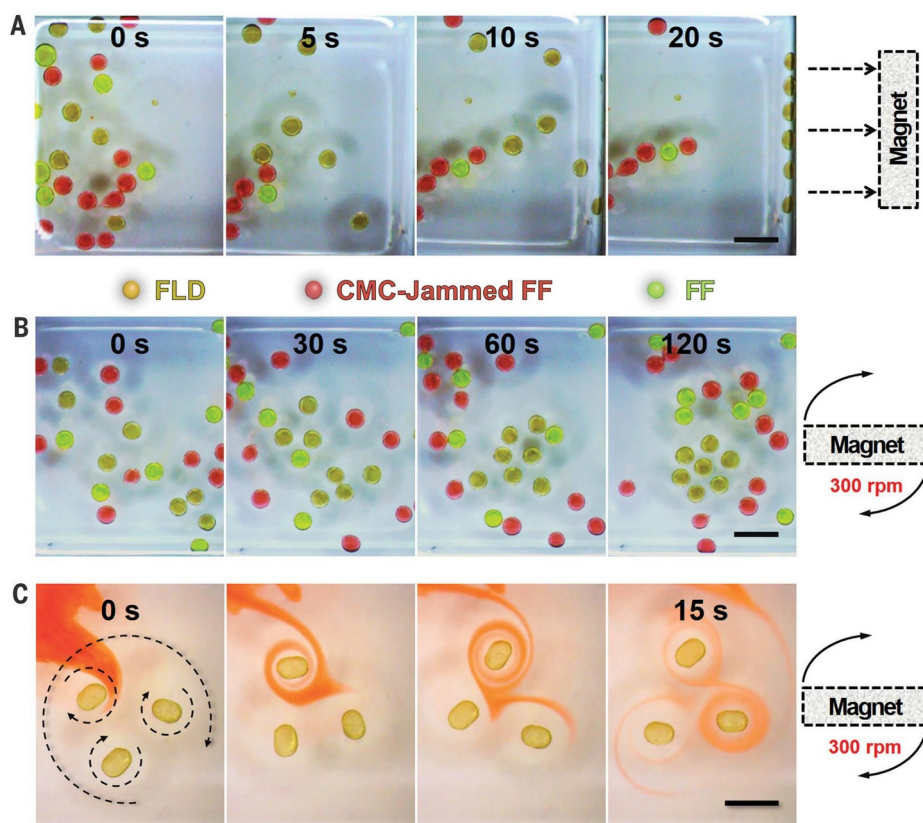 A
0 s
5 s
10 s
20 s
Magnet
FLD
CMC-Jammed FF
FF
B
0 s
30 s
60 s
120 s
Magnet
300 rpm
C
0 s
15 s
Magnet
300 rpm